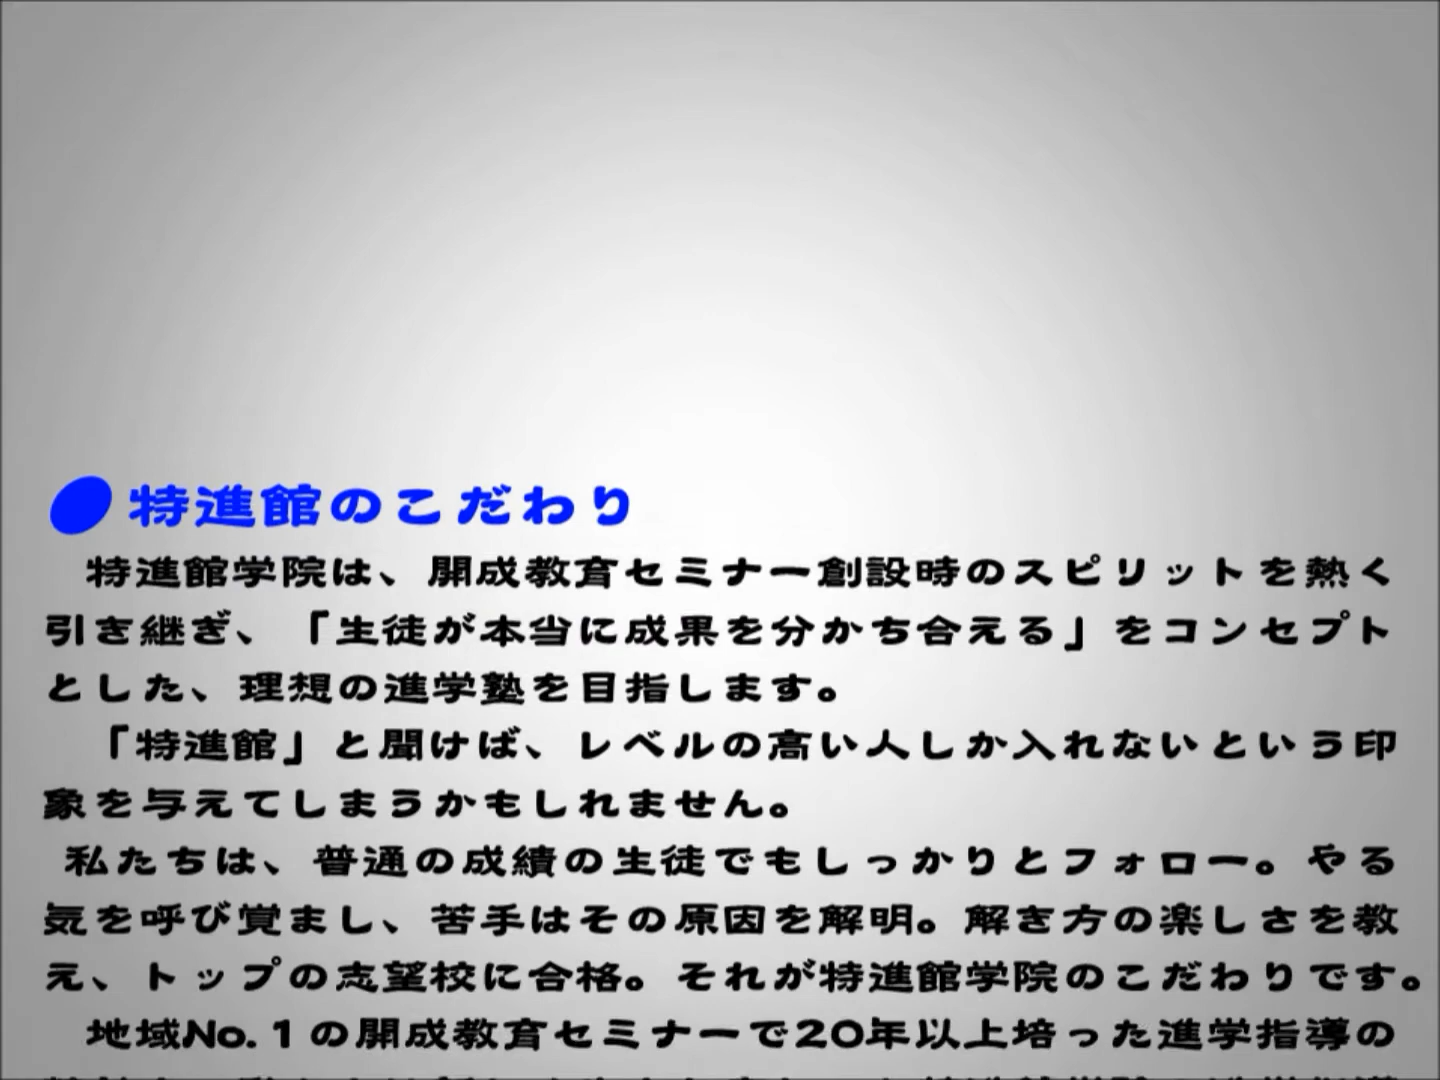 ●特進館のこだわり
特進館学院は、開成教育セミナー創設時のスピリットを熱く
引き継ぎ、「生徒が本当に成果を分かち合える」をコンセプト
とした、理想の進学塾を目指します。
「特進館」と聞けば、レベルの高い人しか入れないという印
象を与えてしまうかもしれません。
私たちは、普通の成績の生徒でもしっかりとフォロー。やる
気を呼び覚まし、苦手はその原因を解明。解き方の楽しさを教
え、トップの志望校に合格。それが特進館学院のこだわりです。
地域No.1の開成教育セミナーで20年以上培った進学指導の